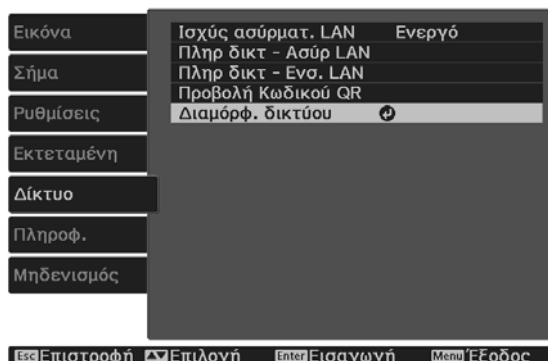 Εικόνα
Σήμα
Ρυθμίσεις
Εκτεταμένη
Δίκτυο
Πληροφ.
Μηδενισμός
Ισχύς ασύρματ. LAN Ενεργό
Πληρ δικτ - Ασύρ LAN
Πληρ δικτ - Ενσ. LAN
Προβολή Κωδικού QR
Διαμόρφ. δικτύου
Esc Επιστροφή Επιλογή Enter Εισαγωγή Menu Έξοδος